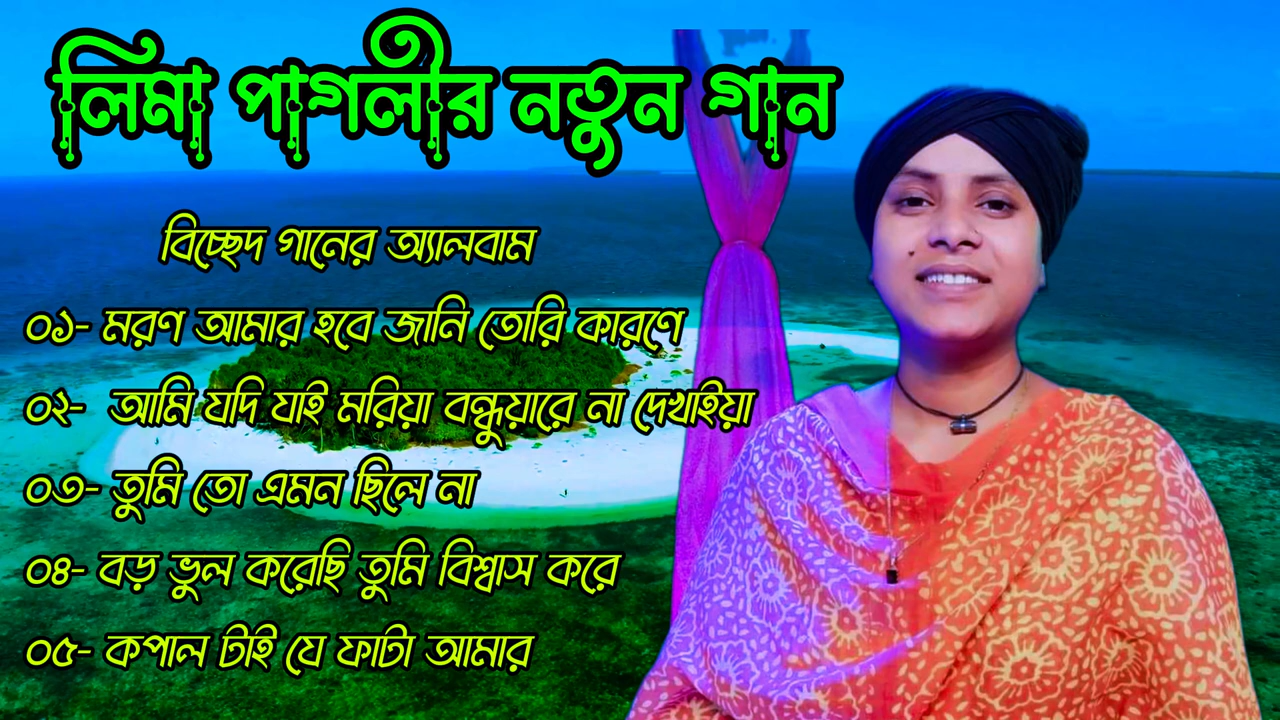 লিমা পাগলীর নতুন গান
বিচ্ছেদ গানের অ্যালবাম
০১- মরণ আমার হবে জানি তোরি কারণে
০২- আমি যদি যাই মরিয়া বন্ধুয়ারে না দেখাইয়া
০৩- তুমি তো এমন ছিলে না
০৪- বড় ভুল করেছি তুমি বিশ্বাস করে
০৫- কপাল টাই যে ফাটা আমার